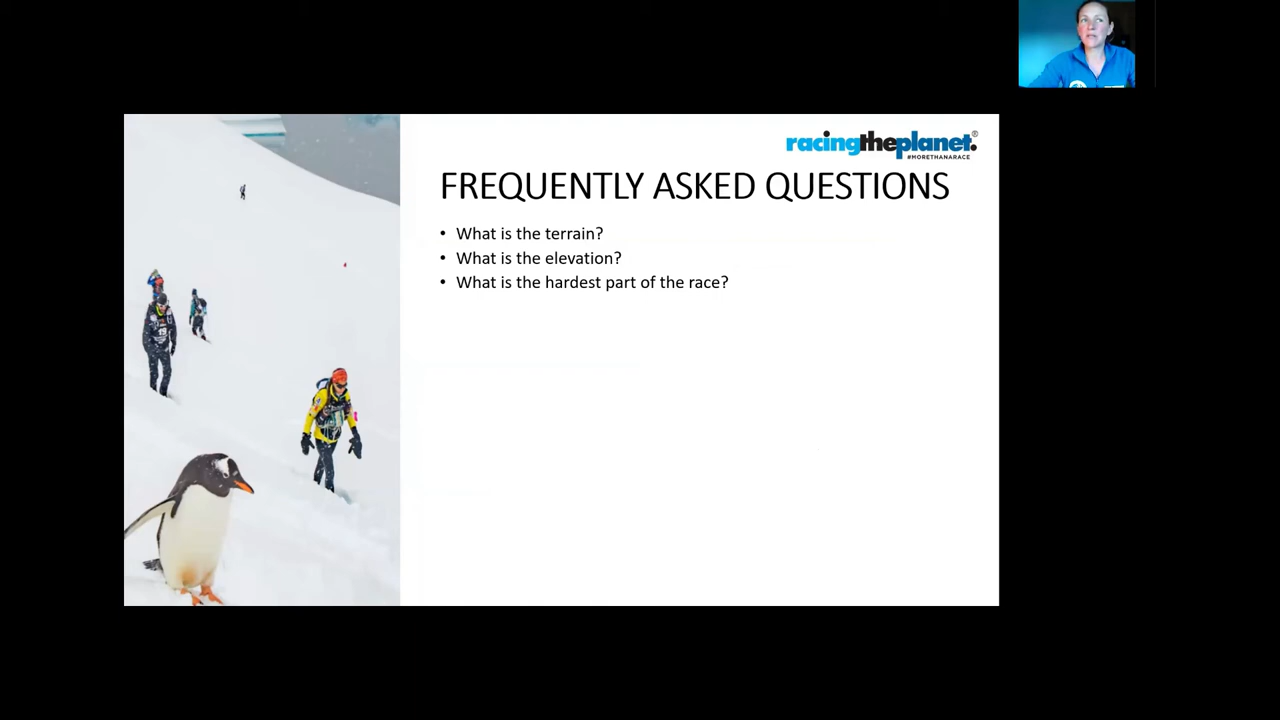 racingtheplanet.®
#MORETHANARACE
FREQUENTLY ASKED QUESTIONS
• What is the terrain?
• What is the elevation?
• What is the hardest part of the race?